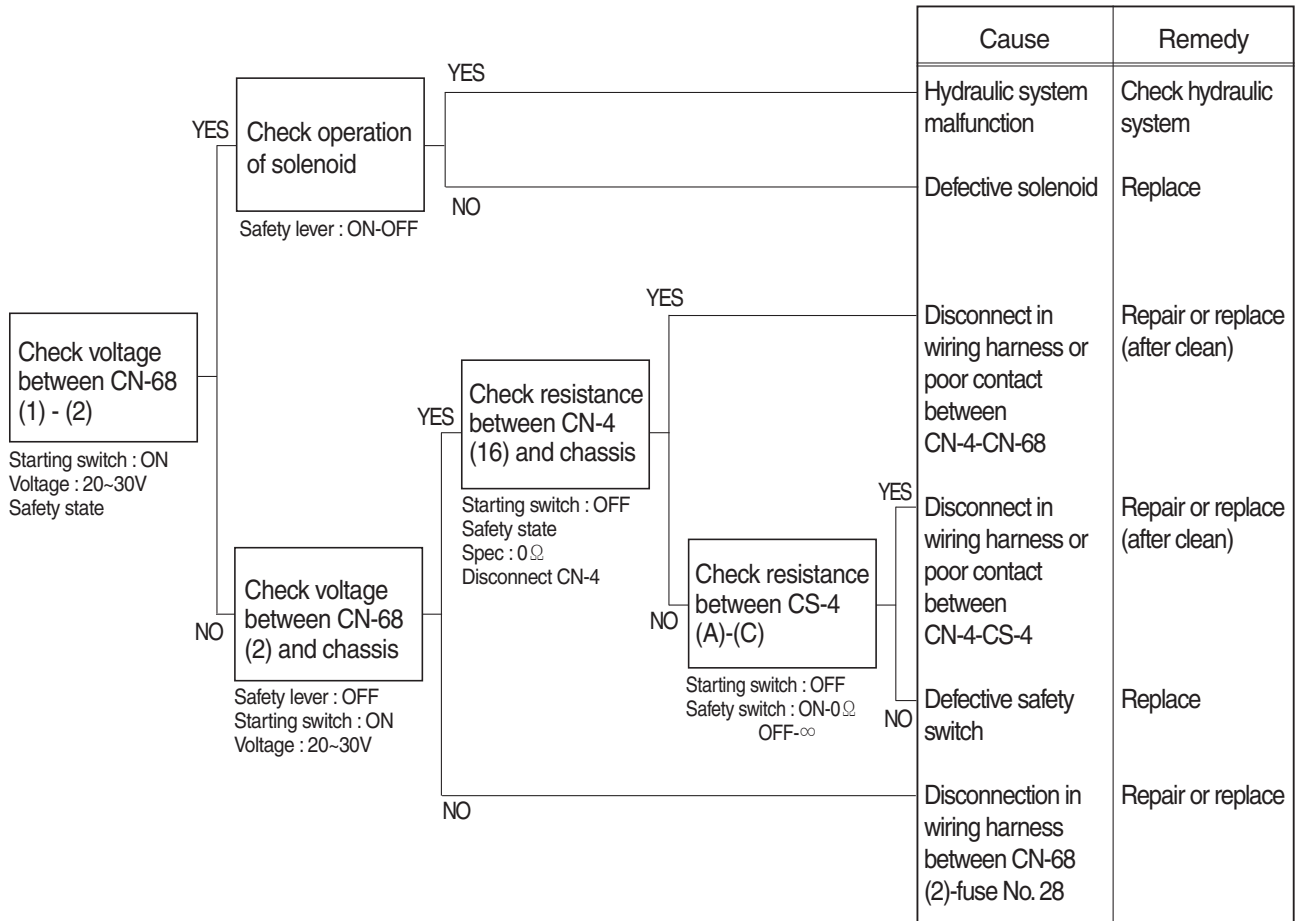 Cause
Remedy
YES
Hydraulic system
malfunction
Check hydraulic
system
YES
Check operation
of solenoid
NO
Defective solenoid
Replace
Safety lever : ON-OFF
YES
Disconnect in
wiring harness or
poor contact
between
CN-4-CN-68
Repair or replace
(after clean)
Check voltage
between CN-68
(1) - (2)
Starting switch : ON
Voltage : 20~30V
Safety state
YES
Check resistance
between CN-4
(16) and chassis
Starting switch : OFF
Safety state
Spec : 0Ω
Disconnect CN-4
YES
Disconnect in
wiring harness or
poor contact
between
CN-4-CS-4
Repair or replace
(after clean)
NO
Check resistance
between CS-4
(A)-(C)
Starting switch : OFF
Safety switch : ON-0Ω
OFF-∞
NO
Defective safety
switch
Replace
NO
Check voltage
between CN-68
(2) and chassis
Safety lever : OFF
Starting switch : ON
Voltage : 20~30V
NO
Disconnection in
wiring harness
between CN-68
(2)-fuse No. 28
Repair or replace